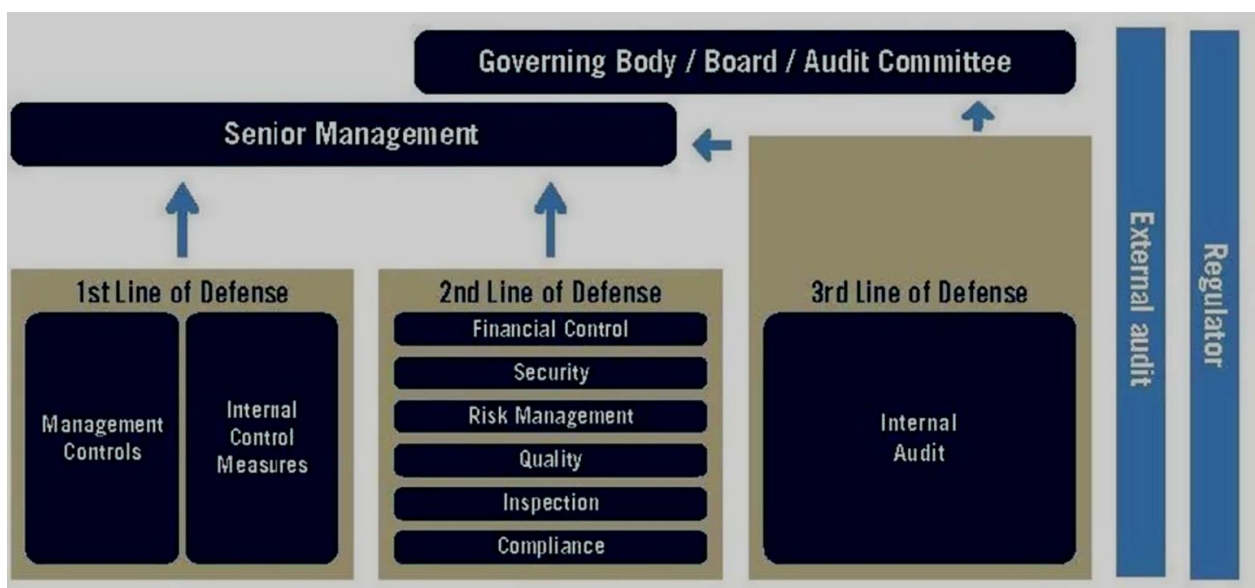 Governing Body / Board / Audit Committee
Senior Management
1st Line of Defense
Management
Controls
Internal
Control
Measures
2nd Line of Defense
Financial Control
Security
Risk Management
Quality
Inspection
Compliance
3rd Line of Defense
Internal
Audit
External audit
Regulator